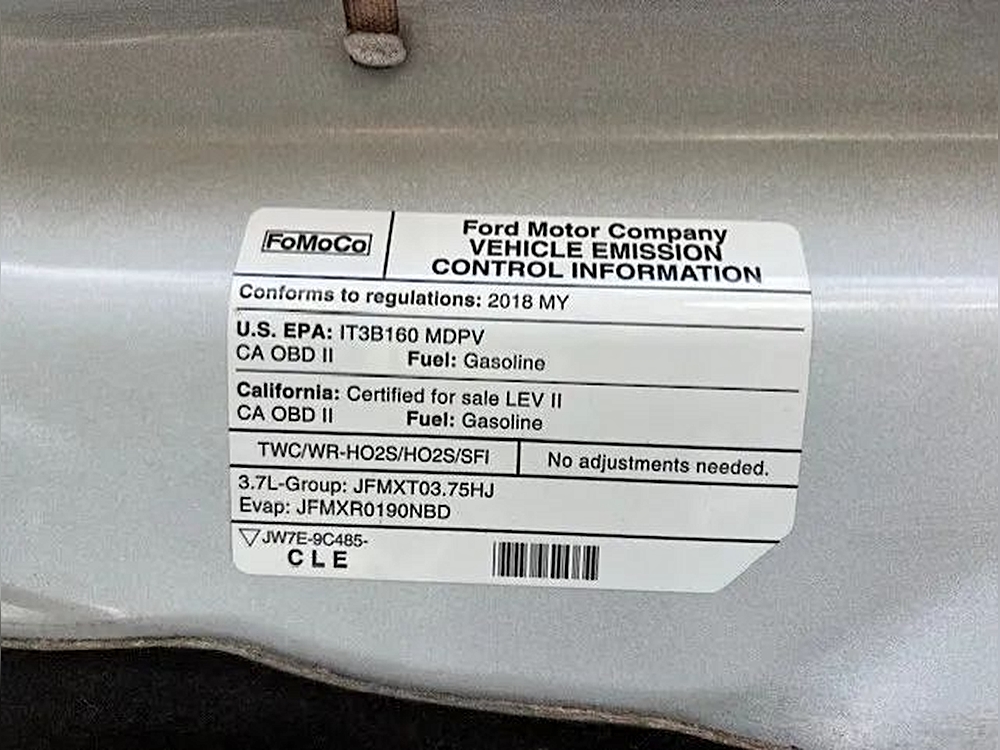 FoMoCo
Ford Motor Company
VEHICLE EMISSION
CONTROL INFORMATION
Conforms to regulations: 2018 MY
U.S. EPA: IT3B160 MDPV
CA OBD II Fuel: Gasoline
California: Certified for sale LEV II
CA OBD II Fuel: Gasoline
TWC/WR-HO2S/HO2S/SFI
No adjustments needed.
3.7L-Group: JFMXT03.75HJ
Evap: JFMXR0190NBD
JW7E-9C485-
CLE